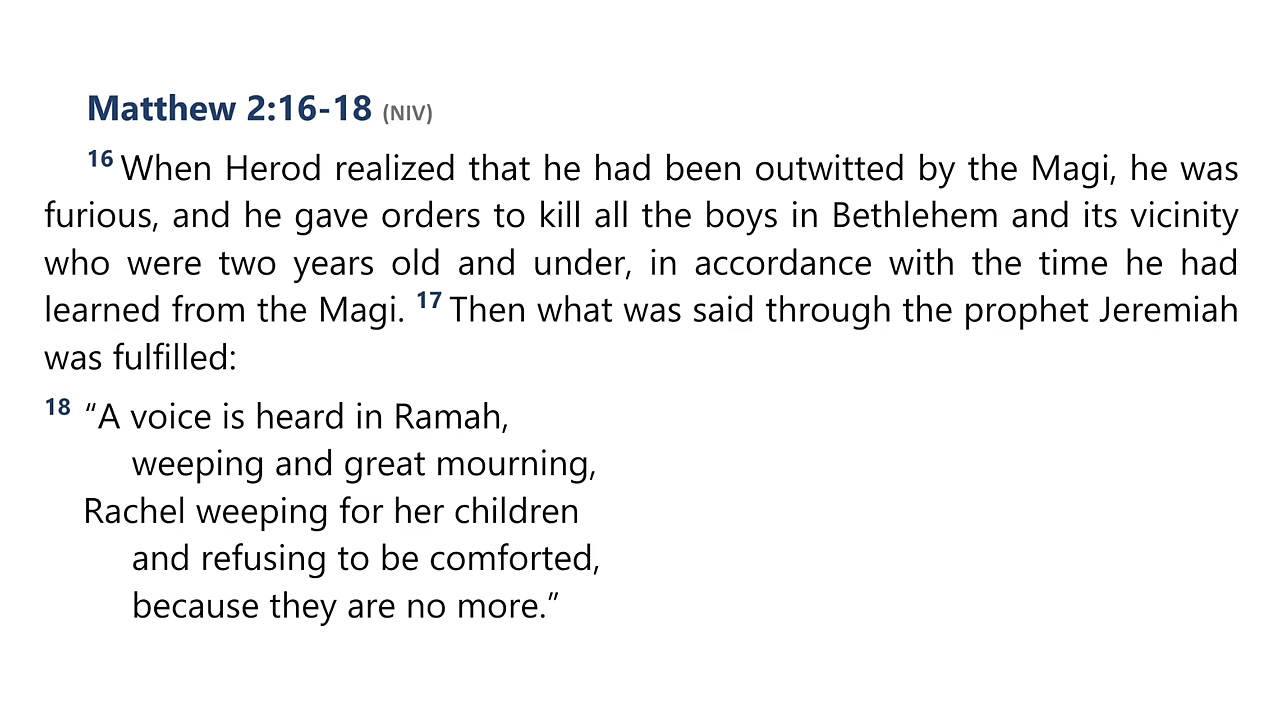 Matthew 2:16-18 (NIV)
16 When Herod realized that he had been outwitted by the Magi, he was
furious, and he gave orders to kill all the boys in Bethlehem and its vicinity
who were two years old and under, in accordance with the time he had
learned from the Magi. 17 Then what was said through the prophet Jeremiah
was fulfilled:
18 “A voice is heard in Ramah,
weeping and great mourning,
Rachel weeping for her children
and refusing to be comforted,
because they are no more.”